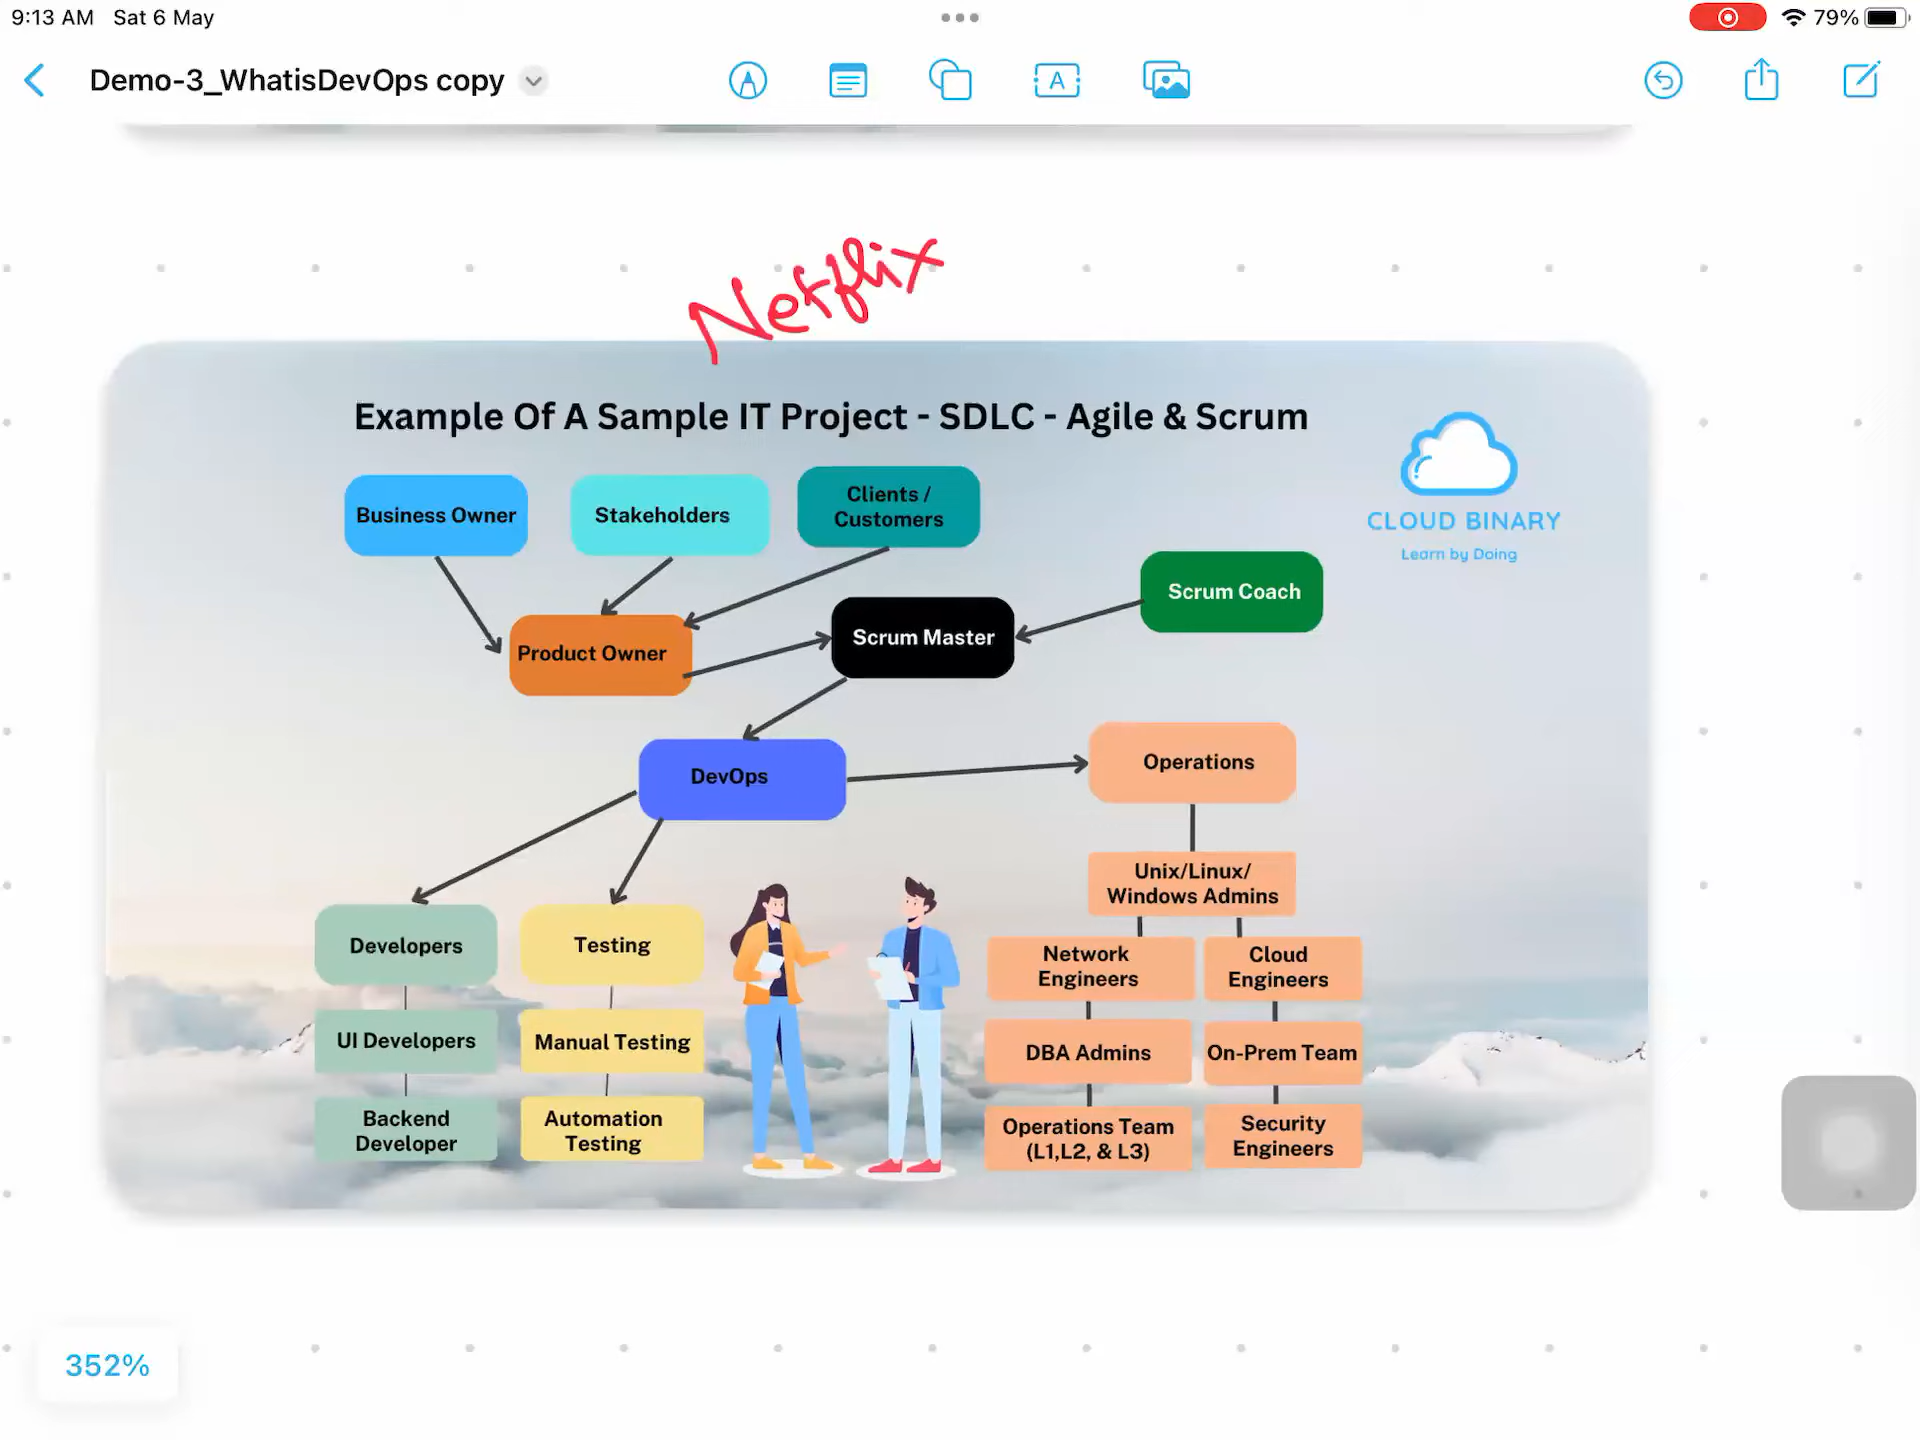 9:13 AM Sat 6 May
79%
Demo-3_WhatisDevOps copy
A
Netflix
Example Of A Sample IT Project - SDLC - Agile & Scrum
Business Owner
Stakeholders
Clients /
Customers
CLOUD BINARY
Learn by Doing
Scrum Coach
Product Owner
Scrum Master
DevOps
Operations
Unix/Linux/
Windows Admins
Developers
Testing
Network
Engineers
Cloud
Engineers
UI Developers
Manual Testing
DBA Admins
On-Prem Team
Backend
Developer
Automation
Testing
Operations Team
(L1,L2, & L3)
Security
Engineers
352%